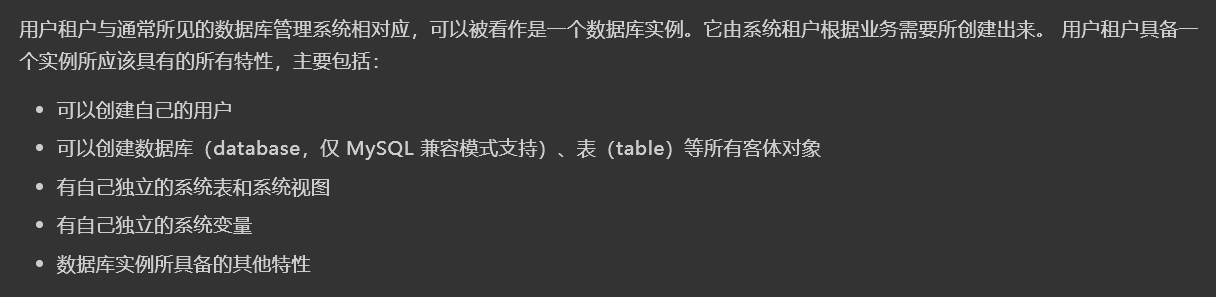 用户租户与通常所见的数据库管理系统相对应，可以被看作是一个数据库实例。它由系统租户根据业务需要所创建出来。 用户租户具备一
个实例所应该具有的所有特性，主要包括：
• 可以创建自己的用户
• 可以创建数据库（database，仅 MySQL 兼容模式支持）、表（table）等所有客体对象
• 有自己独立的系统表和系统视图
• 有自己独立的系统变量
• 数据库实例所具备的其他特性